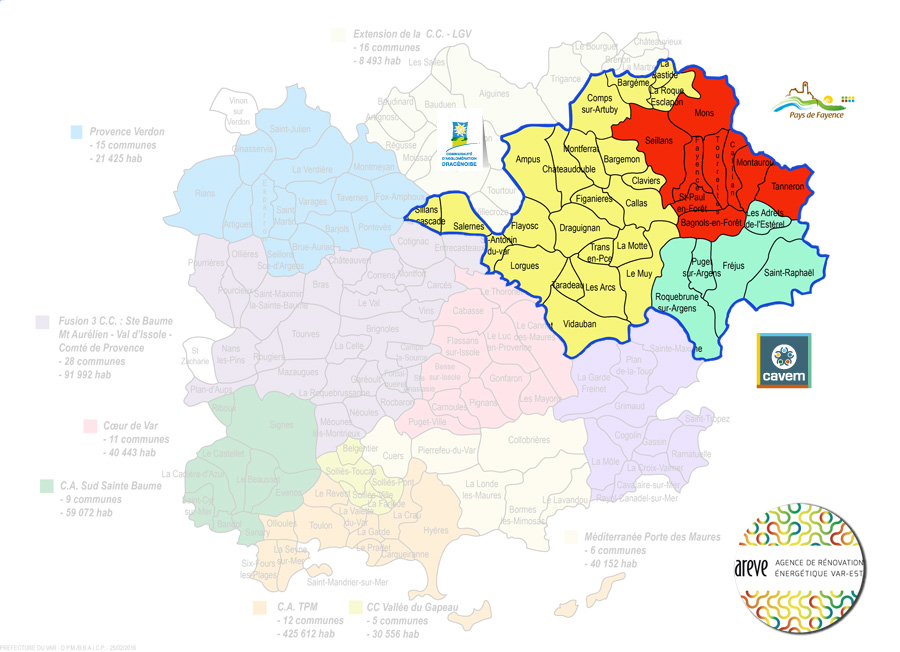 Extension de la C.C. - LGV
- 16 communes
- 8 493 hab
Provence Verdon
- 15 communes
- 21 425 hab
Fusion 3 C.C. : Ste Baume
Mt Aurélien - Val d'Issole -
Comté de Provence
- 28 communes
- 91 992 hab
Cœur de Var
- 11 communes
- 40 443 hab
C.A. Sud Sainte Baume
- 9 communes
- 59 072 hab
C.A. TPM
- 12 communes
- 425 612 hab
CC Vallée du Gapeau
- 5 communes
- 30 556 hab
Méditerranée Porte des Maures
- 6 communes
- 40 152 hab
COMMUNAUTÉ
D'AGGLOMÉRATION
DRACÉNOISE
Pays de Fayence
cavem
areve
AGENCE DE RÉNOVATION
ÉNERGÉTIQUE VAR-EST
Châteauvieux
Le Bourguet
Brenon
La Martre
Trigance
Les Salles
Aiguines
Bauduen
Baudinard
Artignosc
Régusse
Moissac
Tourtour
Villecroze
La
Bastide
Bargème
La Roque
Esclapon
Comps
sur-Artuby
Mons
Seillans
Fayence
Tourrettes
Callian
Montauroux
Tanneron
St-Paul
en-Forêt
Bagnols-en-Forêt
Les Adrets
de-l'Estérel
Ampus
Montferrat
Châteaudouble
Bargemon
Claviers
Figanières
Callas
Sillans
cascade
Salernes
Flayosc
Draguignan
St-Antonin
du-var
Trans
en-Pce
La Motte
Lorgues
Le Muy
Taradeau
Les Arcs
Vidauban
Puget
sur-Argens
Fréjus
Saint-Raphaël
Roquebrune
sur-Argens
ne
Vinon
sur
Verdon
Saint-Julien
Ginasservis
La Verdière
Montmeyan
Rians
Esparron
Varages
Tavernes
Fox-Amphoux
Saint
Martin
Artigues
Barjols
Pontevès
Brue-Auriac
Ollières
Seillons
Sce-d'Argens
Châteauvert
Cotignac
Entrecasteaux
Pourrières
Pourcieux
Saint-Maximin
la-Sainte-Baume
Bras
Correns
Montfort
Carcès
Le Thoronet
Le Val
Vins
Cabasse
Le Cannet
des-Maures
Le Luc
en-Provence
Flassans
sur-Issole
Brignoles
Tourves
La Celle
Camps
la-Source
Besse
sur-Issole
Gonfaron
Les Mayons
Pignans
Carnoules
Puget-Ville
St
Zacharie
Nans
les-Pins
Rougiers
Mazaugues
Plan-d'Aups
La Roquebrussanne
Garéoult
Forcalqueiret
Rocbaron
Néoules
Méounes
les-Montrieux
Riboux
Signes
Le Castellet
La Cadière-d'Azur
Le Beausset
Evenos
Saint-Cyr
sur-Mer
Bandol
Sanary
Ollioules
Belgentier
Solliès-Toucas
Solliès-Pont
Solliès-Ville
La Farlède
Cuers
Pierrefeu-du-Var
Collobrières
La Londe
les-Maures
Bormes
les-Mimosas
Le Lavandou
Le Revest
Toulon
La Valette
du-Var
La Garde
La Crau
Hyères
Le Pradet
Carqueiranne
La Seyne
sur-Mer
Six-Fours
les-Plages
Saint-Mandrier-sur-Mer
Sainte-Maxime
Plan
de-la-Tour
La Garde
Freinet
Grimaud
Saint-Tropez
Cogolin
Gassin
Ramatuelle
La Môle
La Croix-Valmer
Cavalaire-sur-Mer
Rayol-Canadel-sur-Mer